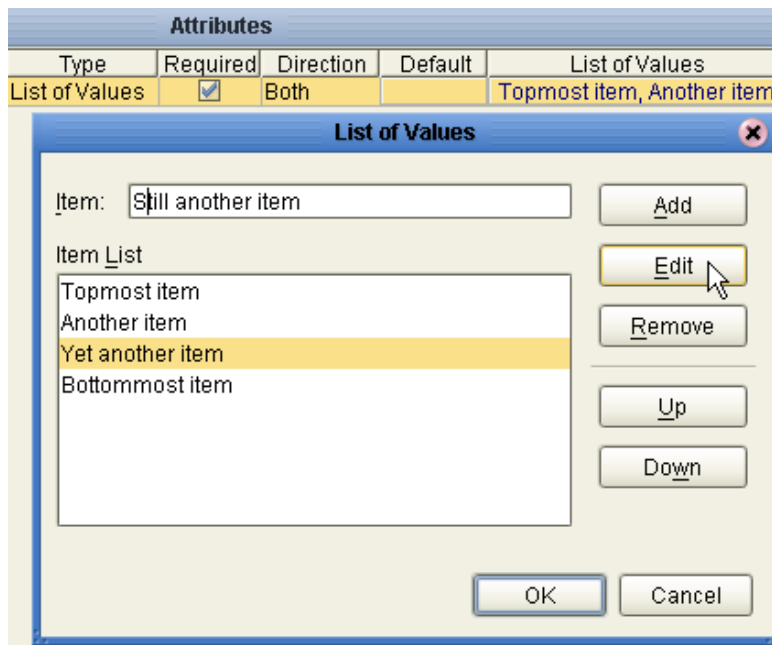 Attributes
Type Required Direction Default List of Values
List of Values Both Topmost item, Another item
List of Values
Item: Still another item Add
Item List Edit
Topmost item
Another item Remove
Yet another item
Bottommost item Up
Down
OK Cancel